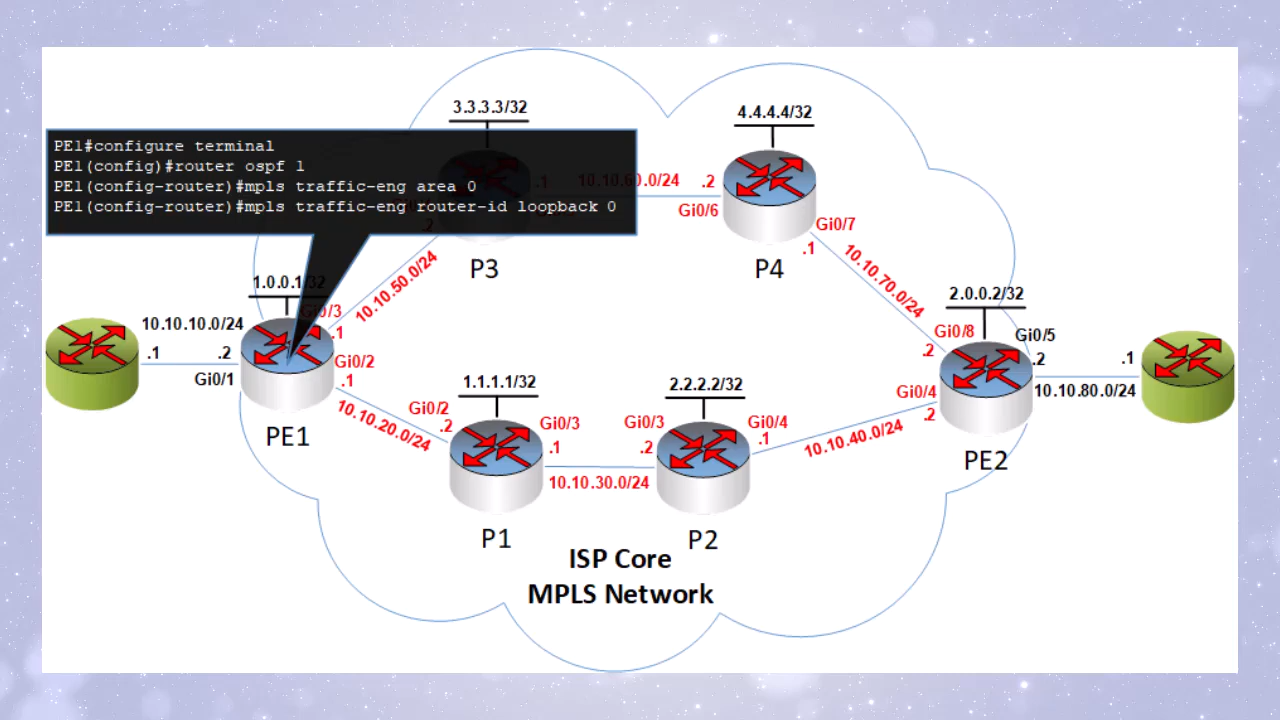 3.3.3.3/32
4.4.4.4/32
PE1#configure terminal
PE1(config)#router ospf 1
PE1(config-router)#mpls traffic-eng area 0
PE1(config-router)#mpls traffic-eng router-id loopback 0
.1
10.10.60.0/24
.2
Gi0/6
.2
Gi0/7
.1
P3
P4
10.10.50.0/24
10.10.70.0/24
1.0.0.1/32
2.0.0.2/32
Gi0/3
.1
10.10.10.0/24
.1
.2
Gi0/1
Gi0/2
.1
Gi0/8
.2
Gi0/5
.2
.1
10.10.80.0/24
PE1
10.10.20.0/24
1.1.1.1/32
2.2.2.2/32
Gi0/2
.2
Gi0/3
.1
Gi0/3
.2
Gi0/4
.1
Gi0/4
.2
10.10.30.0/24
10.10.40.0/24
PE2
P1
P2
ISP Core
MPLS Network